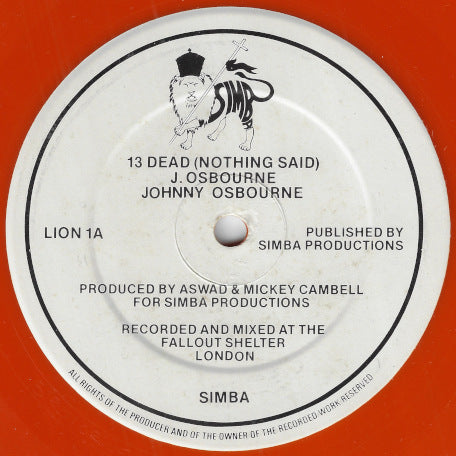 SIMBA
13 DEAD (NOTHING SAID)
J. OSBOURNE
JOHNNY OSBOURNE
LION 1A
PUBLISHED BY
SIMBA PRODUCTIONS
PRODUCED BY ASWAD & MICKEY CAMBELL
FOR SIMBA PRODUCTIONS
RECORDED AND MIXED AT THE
FALLOUT SHELTER
LONDON
SIMBA
ALL RIGHTS OF THE PRODUCER AND OF THE OWNER OF THE RECORDED WORK RESERVED